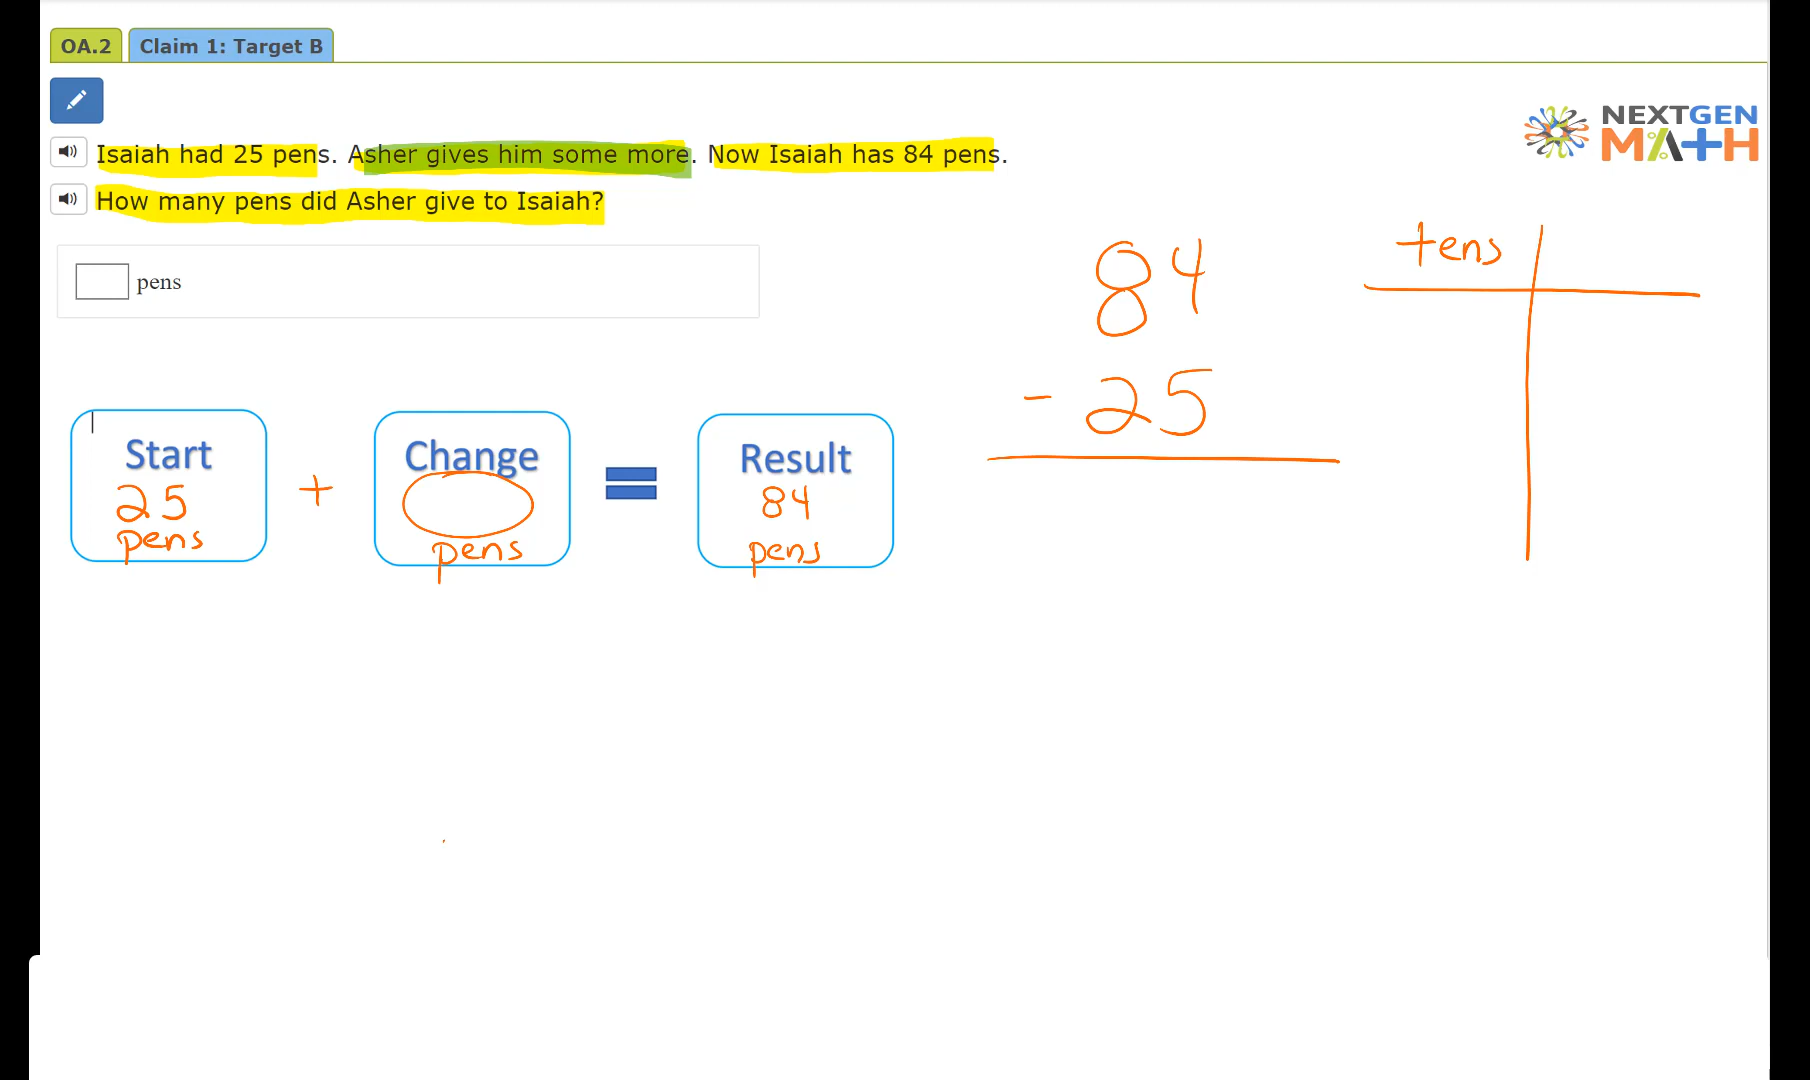 OA.2 Claim 1: Target B
NEXTGEN
MATH
Isaiah had 25 pens. Asher gives him some more. Now Isaiah has 84 pens.
How many pens did Asher give to Isaiah?
pens
84
- 25
tens
Start + Change = Result
25 84
pens pens pens